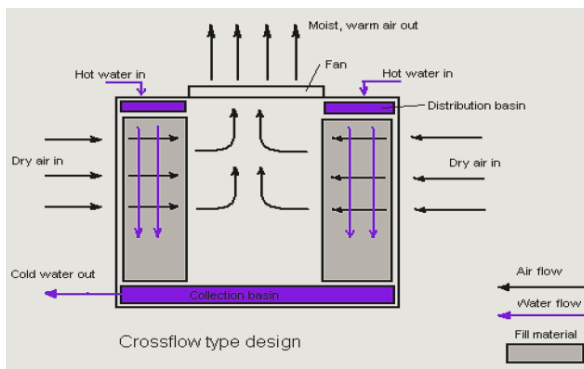 Moist, warm air out
Fan
Hot water in
Hot water in
Distribution basin
Dry air in
Dry air in
Cold water out
Collection basin
Air flow
Water flow
Fill material
Crossflow type design